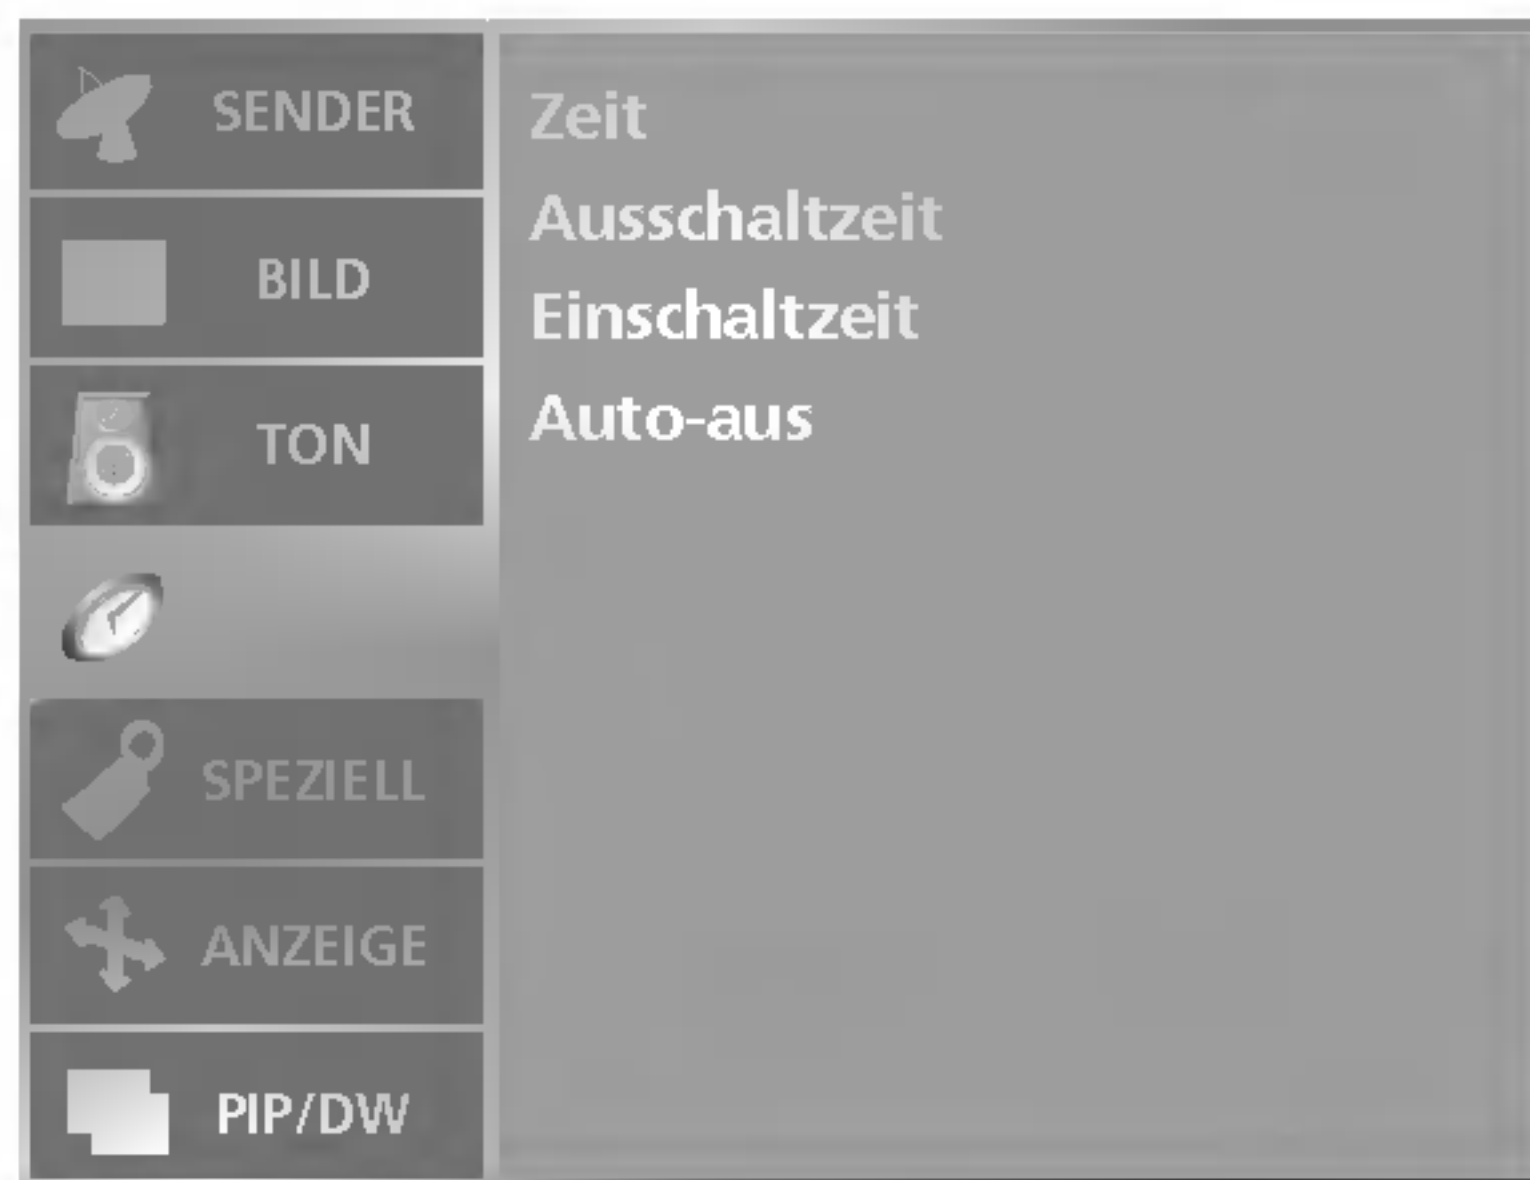 SENDER
BILD
TON
SPEZIELL
ANZEIGE
PIP/DW
Zeit
Ausschaltzeit
Einschaltzeit
Auto-aus